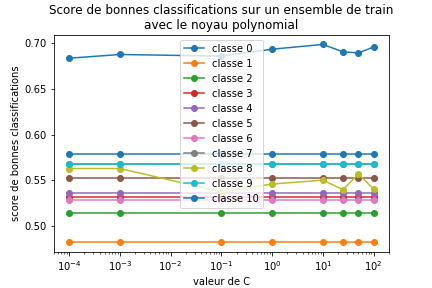 Score de bonnes classifications sur un ensemble de train
avec le noyau polynomial
score de bonnes classifications
0.70
0.65
0.60
0.55
0.50
classe 0
classe 1
classe 2
classe 3
classe 4
classe 5
classe 6
classe 7
classe 8
classe 9
classe 10
10⁻⁴ 10⁻³ 10⁻² 10⁻¹ 10⁰ 10¹ 10²
valeur de C